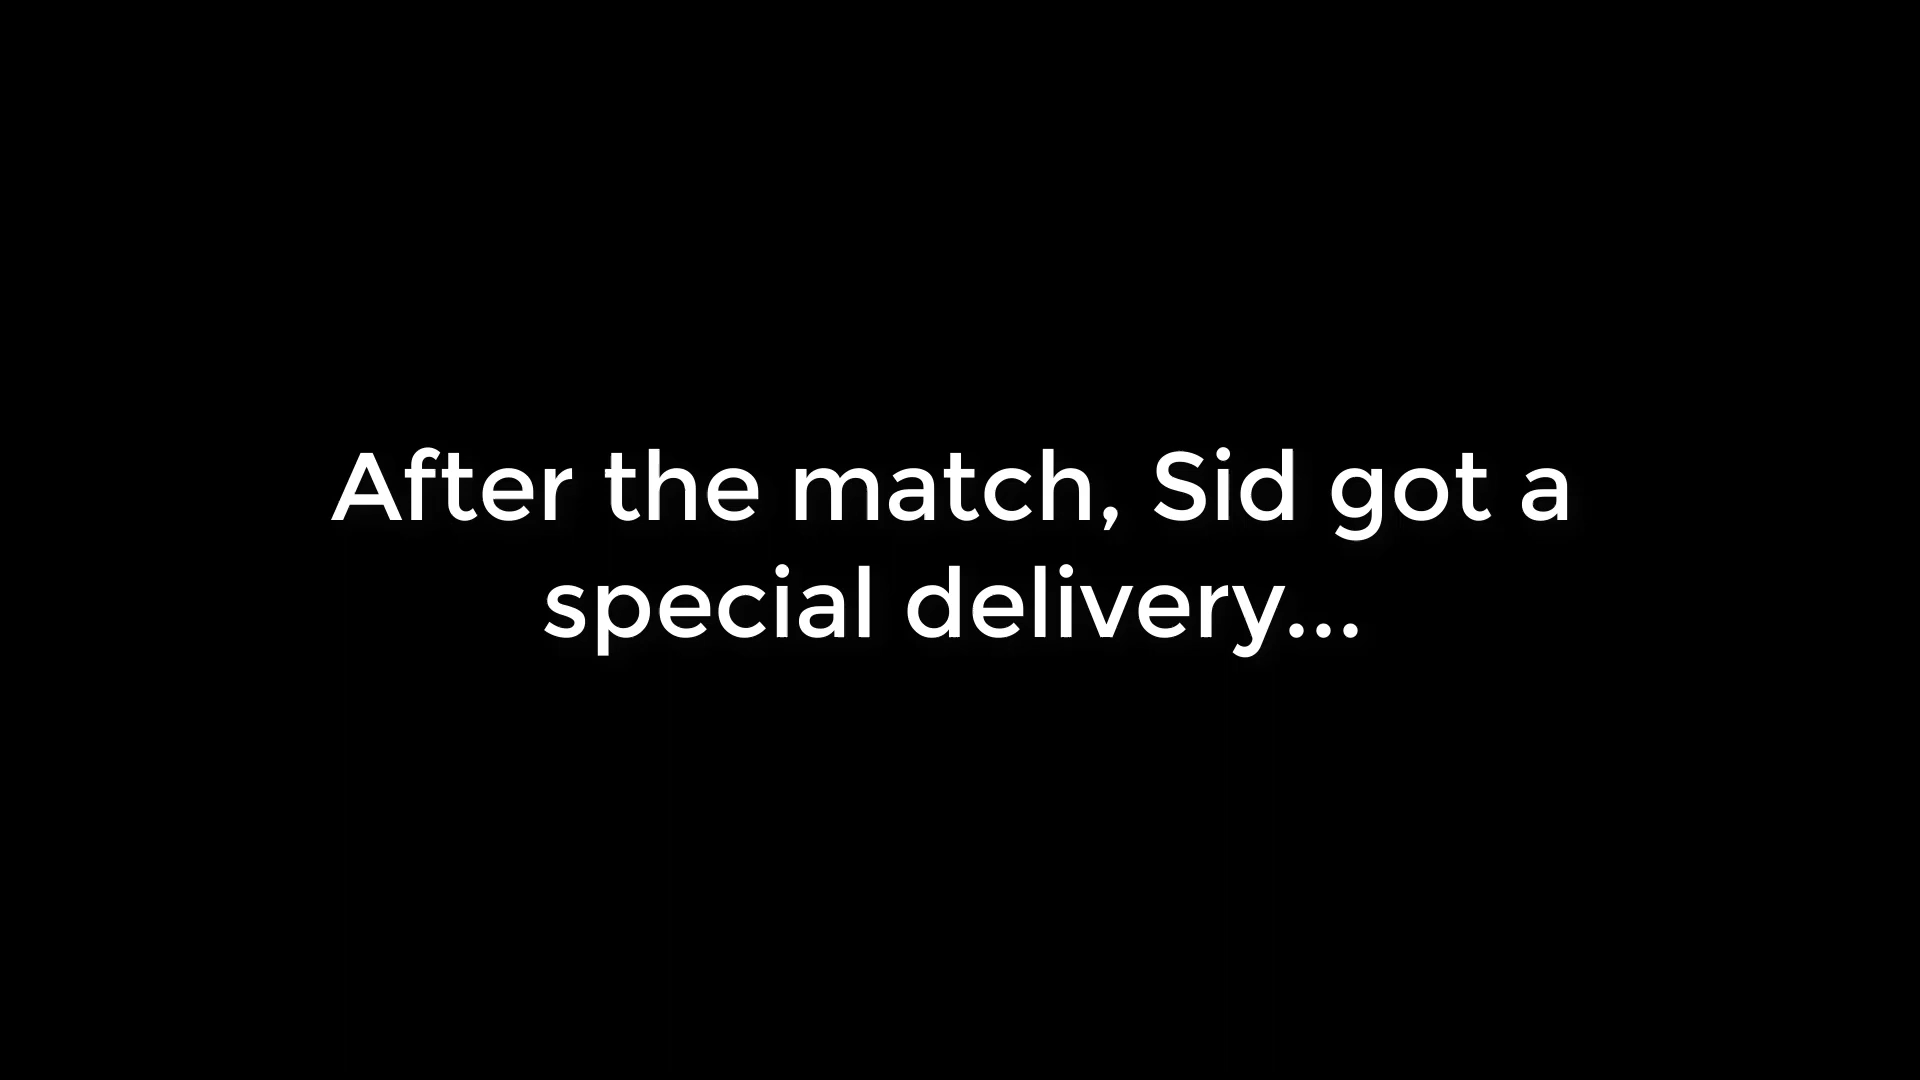 After the match, Sid got a
special delivery...